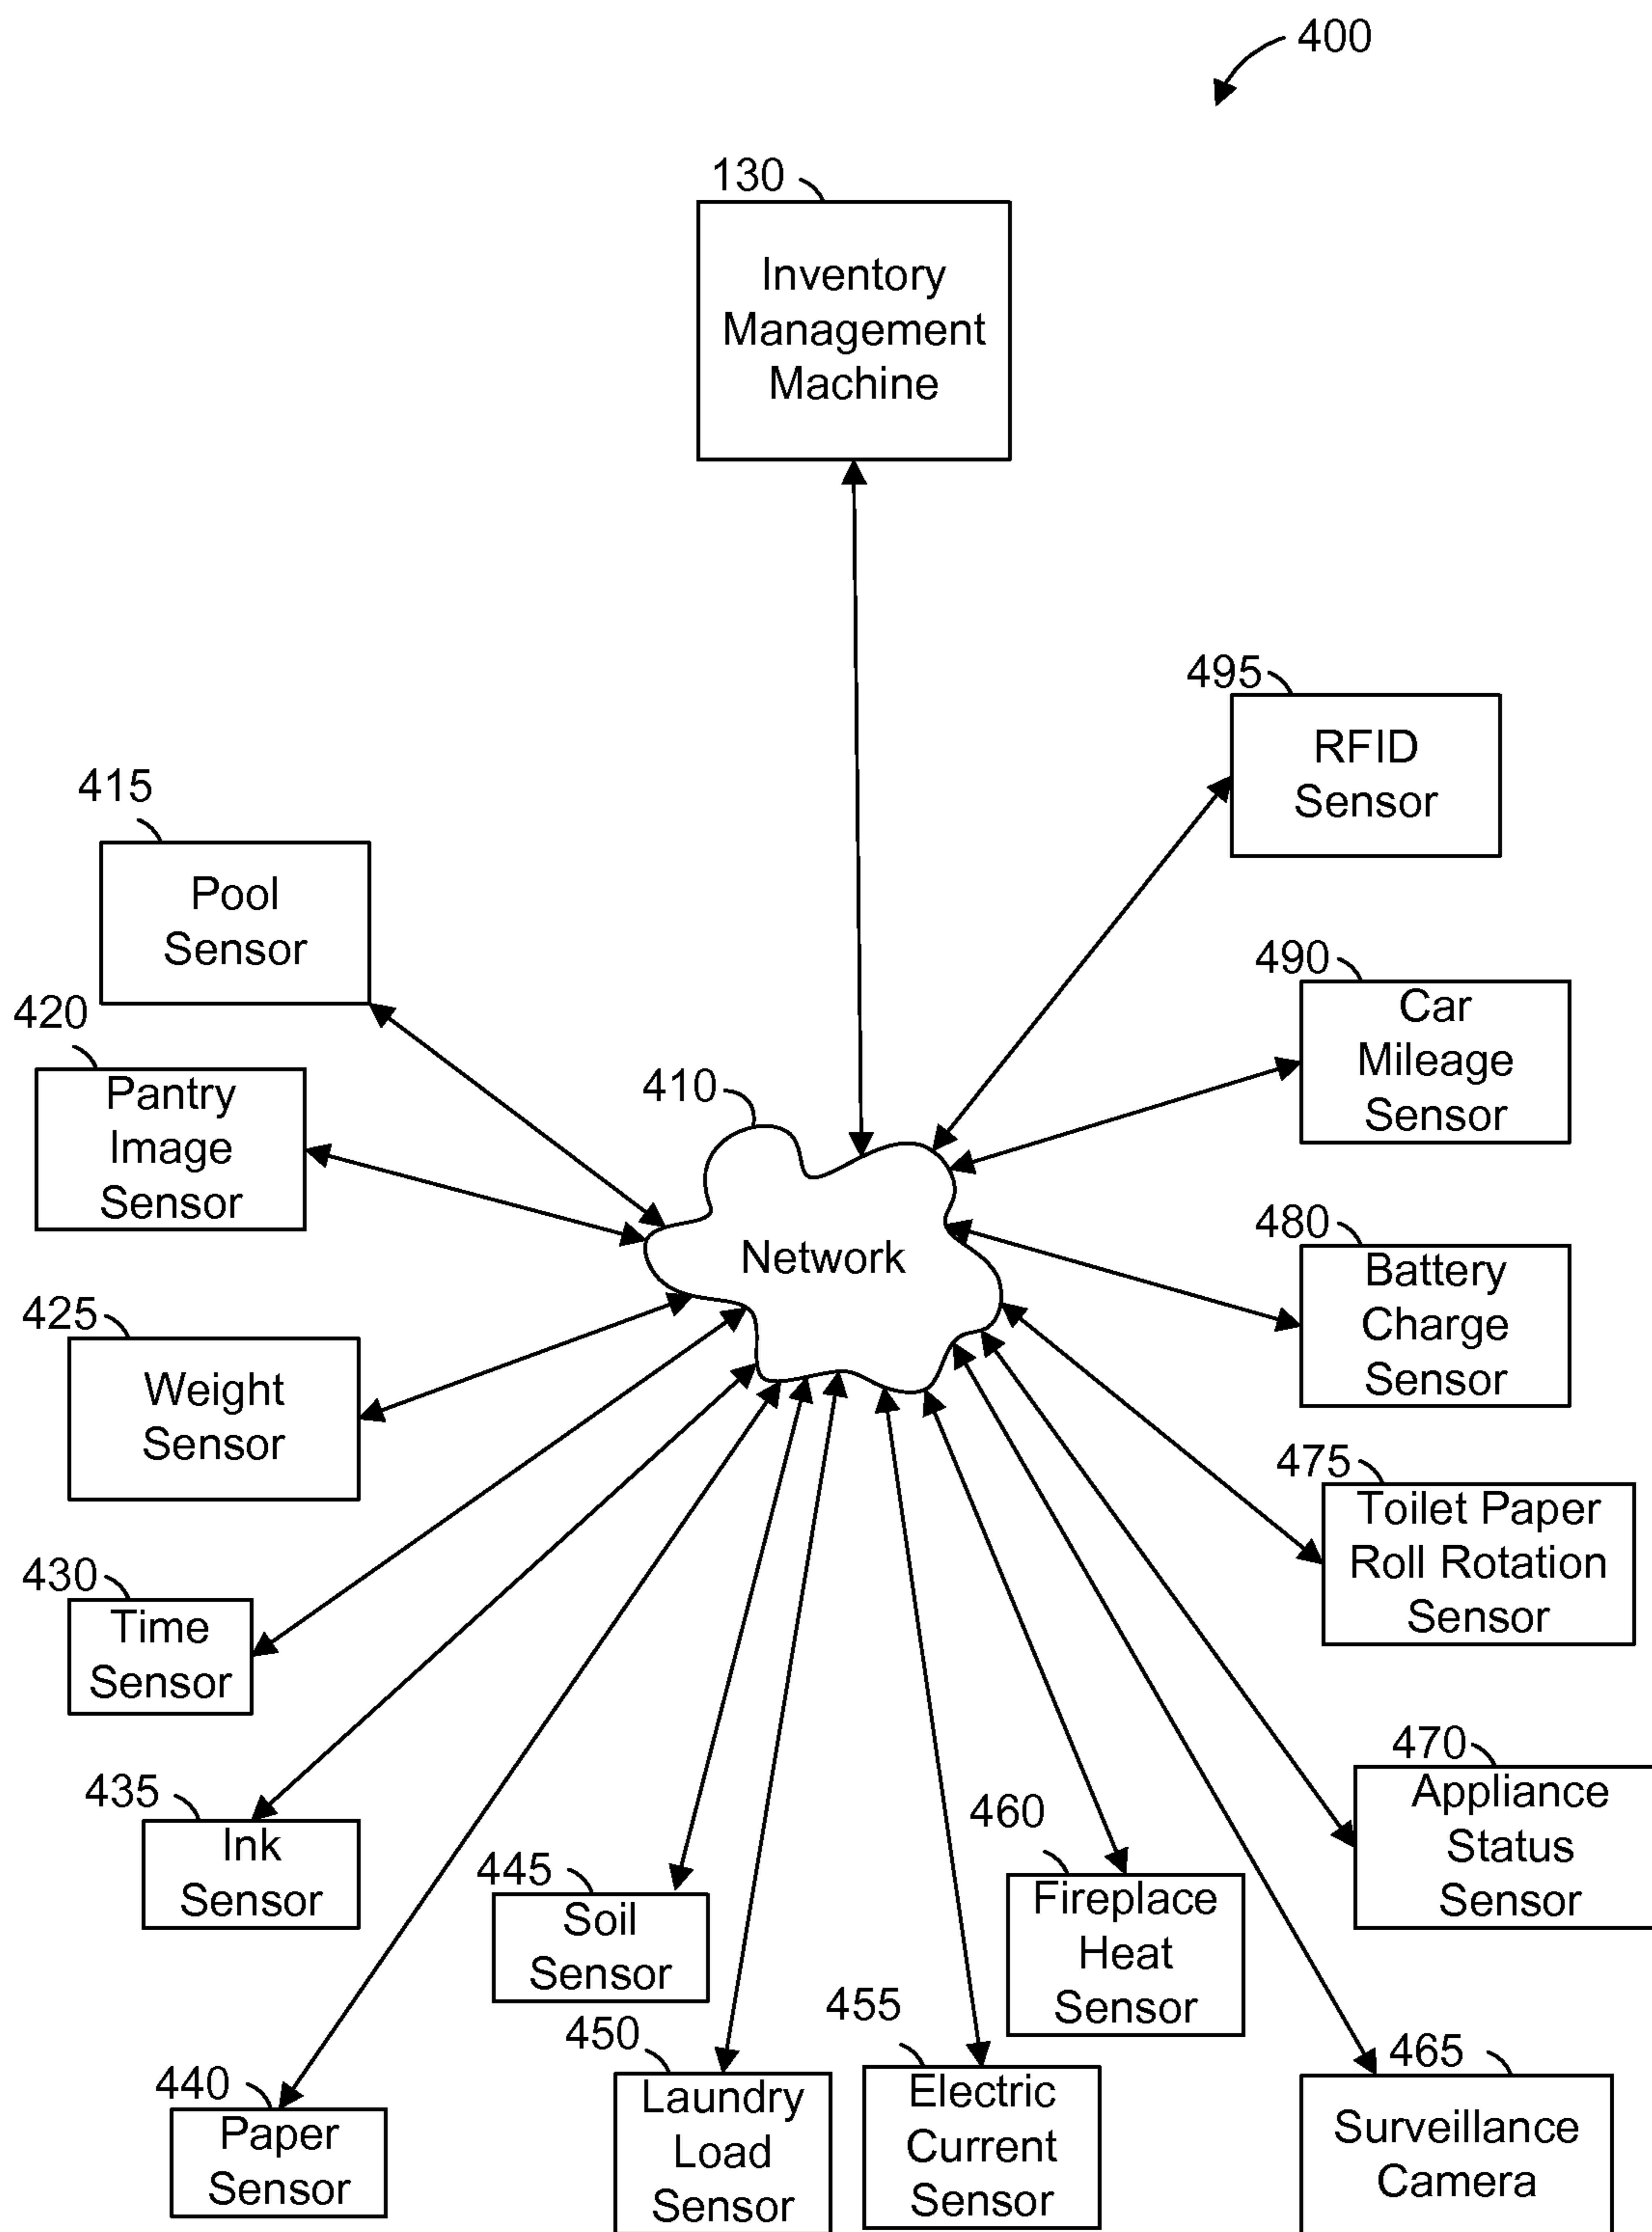 400
130
Inventory
Management
Machine
495
RFID
Sensor
415
Pool
Sensor
490
Car
Mileage
Sensor
420
Pantry
Image
Sensor
410
Network
480
Battery
Charge
Sensor
425
Weight
Sensor
475
Toilet Paper
Roll Rotation
Sensor
430
Time
Sensor
470
Appliance
Status
Sensor
435
Ink
Sensor
460
Fireplace
Heat
Sensor
445
Soil
Sensor
455
Electric
Current
Sensor
450
Laundry
Load
Sensor
465
Surveillance
Camera
440
Paper
Sensor